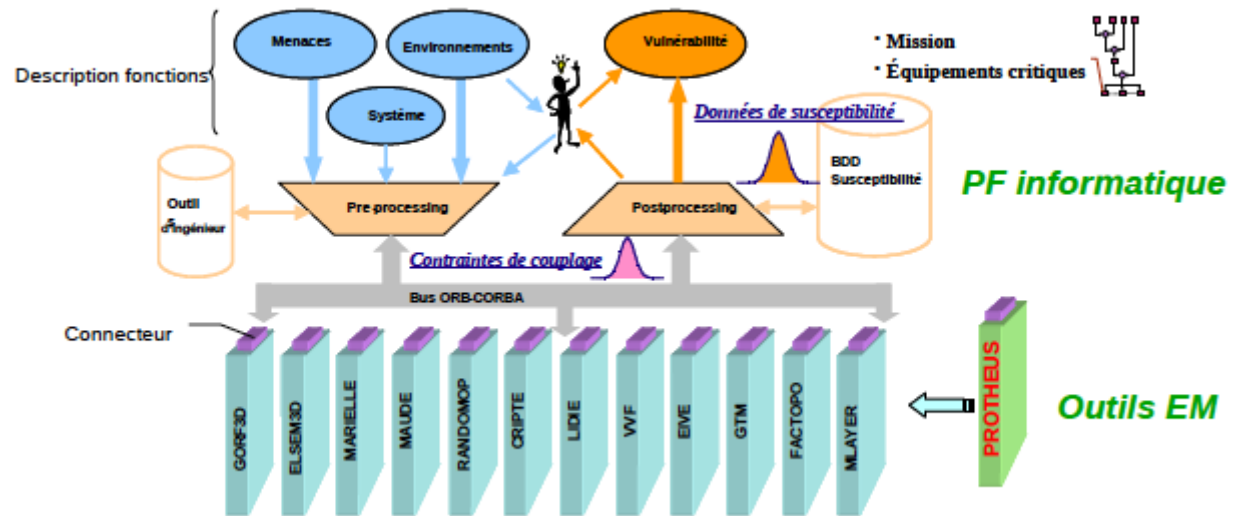 Menaces
Environnements
Vulnérabilité
· Mission
· Équipements critiques
Description fonctions
Système
Données de susceptibilité
BDD
Susceptibilité
PF informatique
Outil
d'ingénieur
Pre-processing
Postprocessing
Contraintes de couplage
Bus ORB-CORBA
Connecteur
GORF3D
ELSEM3D
MARIELLE
MAUDE
RANDOMOP
CRIPTE
LIDIE
VVF
EIVE
GTM
FACTOPO
MLAYER
PROTHEUS
Outils EM